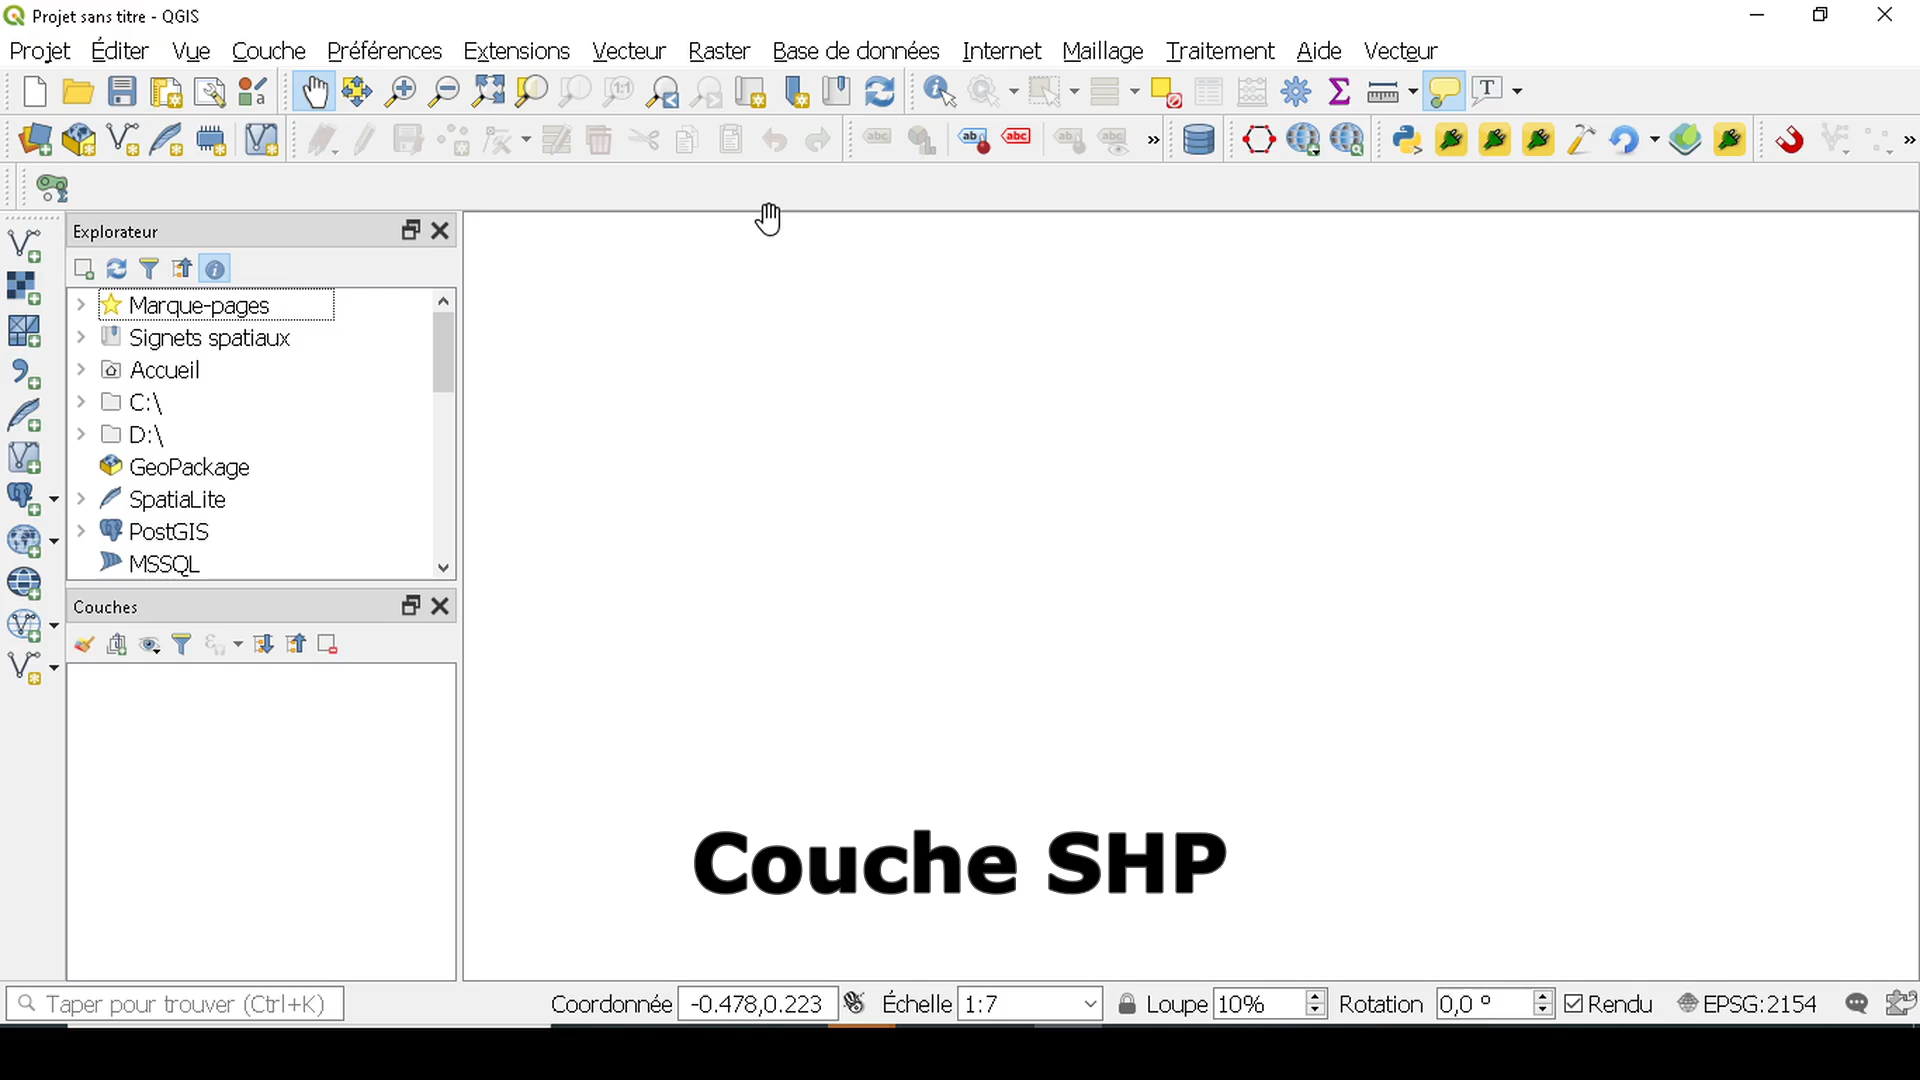 Projet sans titre - QGIS
Projet Éditer Vue Couche Préférences Extensions Vecteur Raster Base de données Internet Maillage Traitement Aide Vecteur
Explorateur
Marque-pages
Signets spatiaux
Accueil
C:\
D:\
GeoPackage
SpatiaLite
PostGIS
MSSQL
Couches
Couche SHP
Taper pour trouver (Ctrl+K) Coordonnée -0.478,0.223 Échelle 1:7 Loupe 10% Rotation 0,0 ° Rendu EPSG:2154